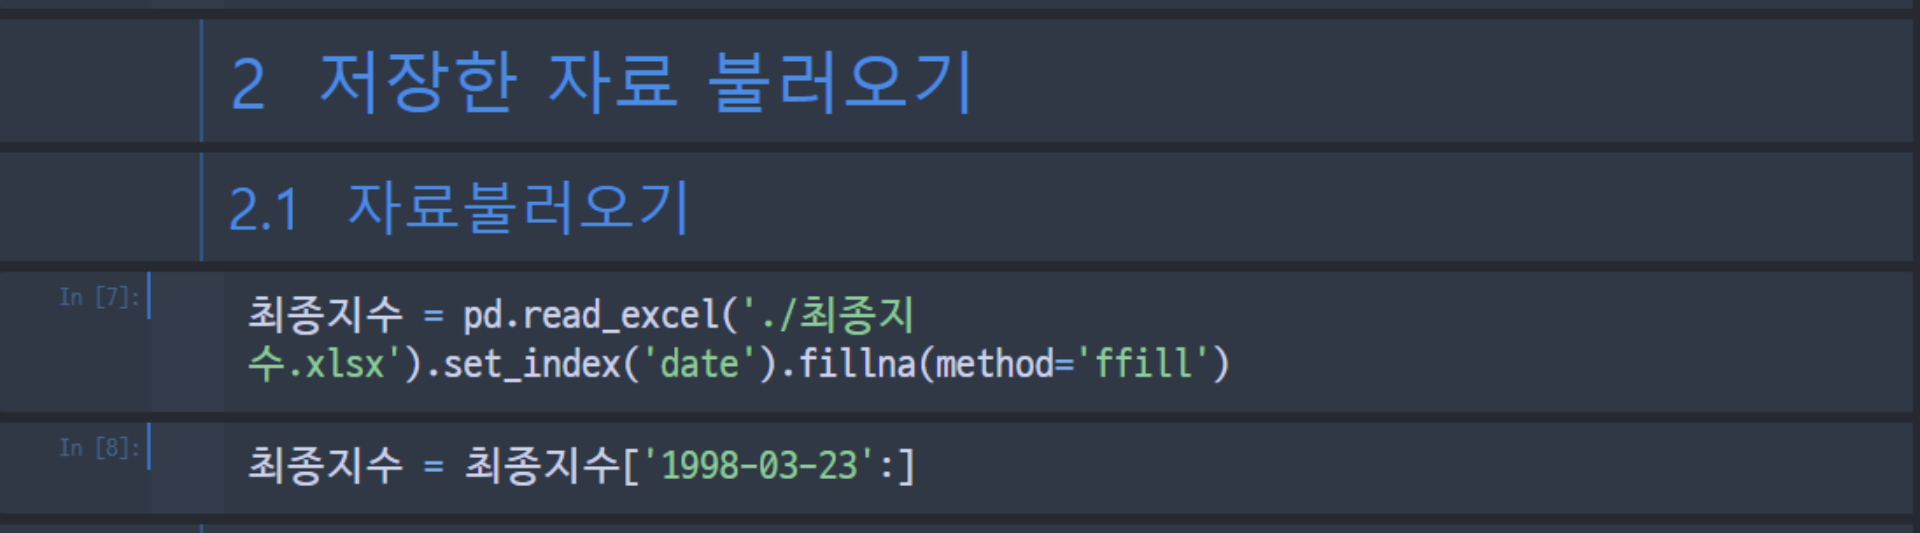 2 저장한 자료 불러오기
2.1 자료불러오기
In [7]:
최종지수 = pd.read_excel('./최종지
수.xlsx').set_index('date').fillna(method='ffill')
In [8]:
최종지수 = 최종지수['1998-03-23':]